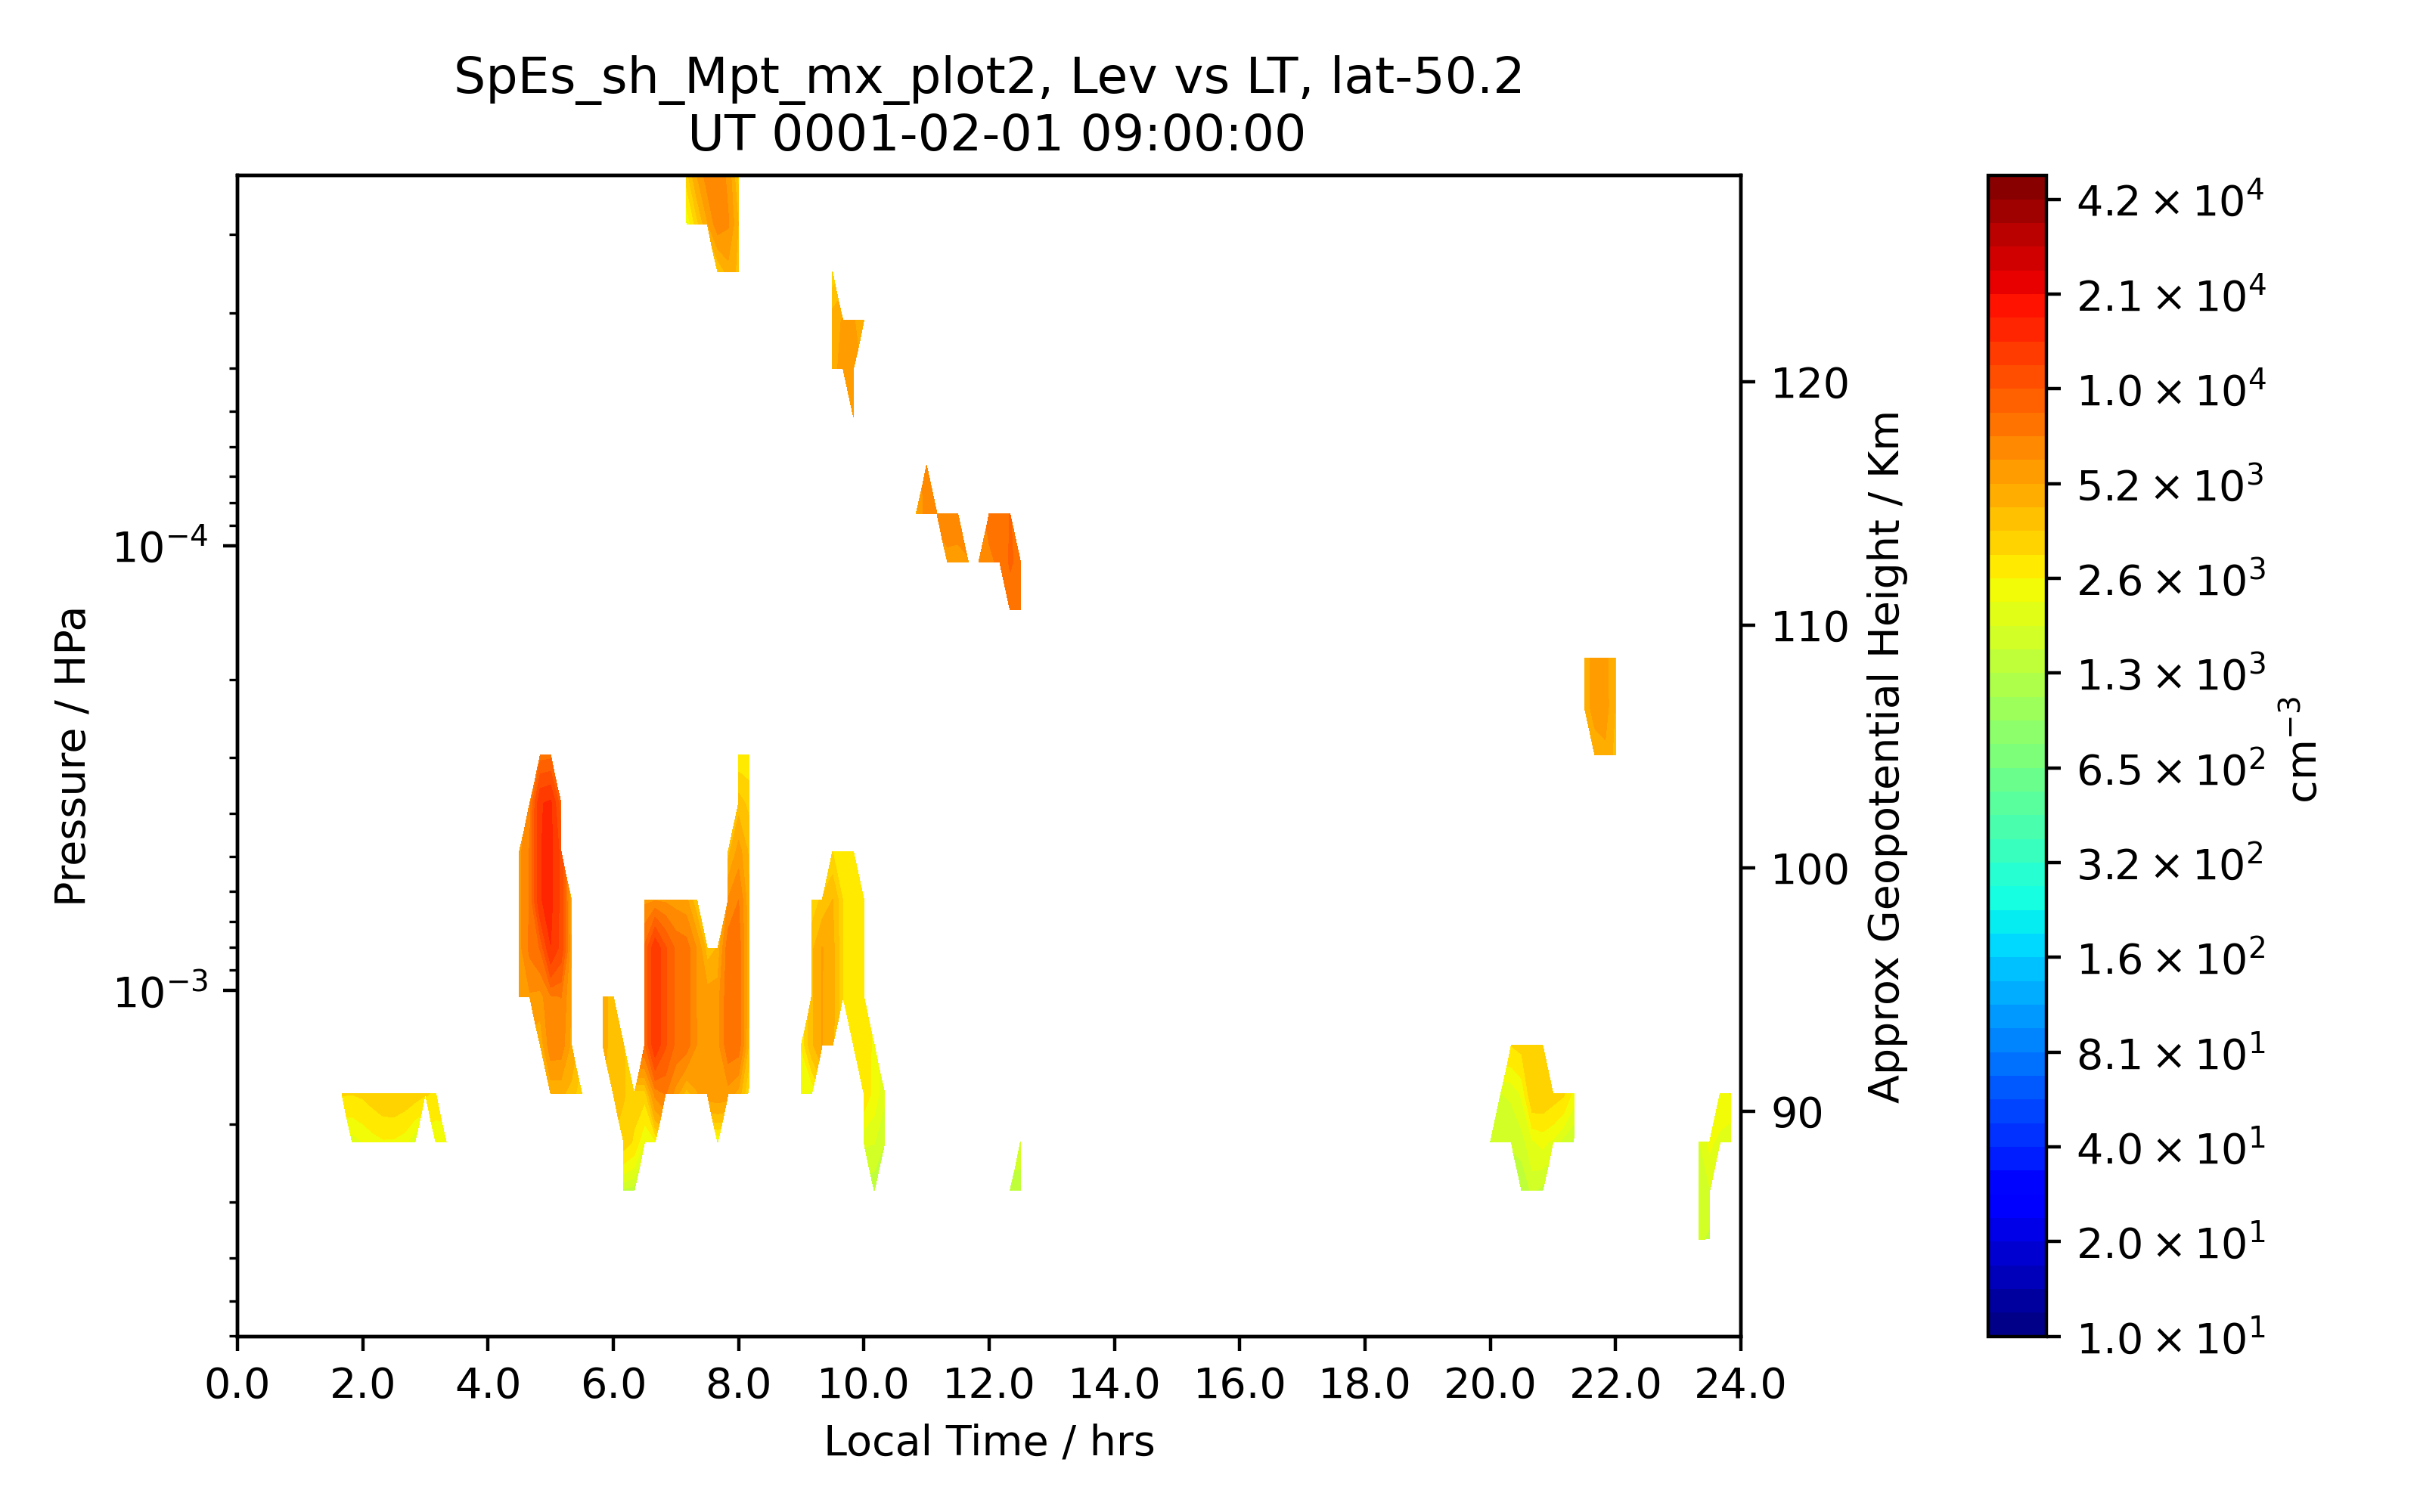 SpEs_sh_Mpt_mx_plot2, Lev vs LT, lat-50.2
UT 0001-02-01 09:00:00
Pressure / HPa
10⁻⁴
10⁻³
0.0 2.0 4.0 6.0 8.0 10.0 12.0 14.0 16.0 18.0 20.0 22.0 24.0
Local Time / hrs
120
110
100
90
Approx Geopotential Height / Km
4.2 × 10⁴
2.1 × 10⁴
1.0 × 10⁴
5.2 × 10³
2.6 × 10³
1.3 × 10³
6.5 × 10²
3.2 × 10²
1.6 × 10²
8.1 × 10¹
4.0 × 10¹
2.0 × 10¹
1.0 × 10¹
cm⁻³